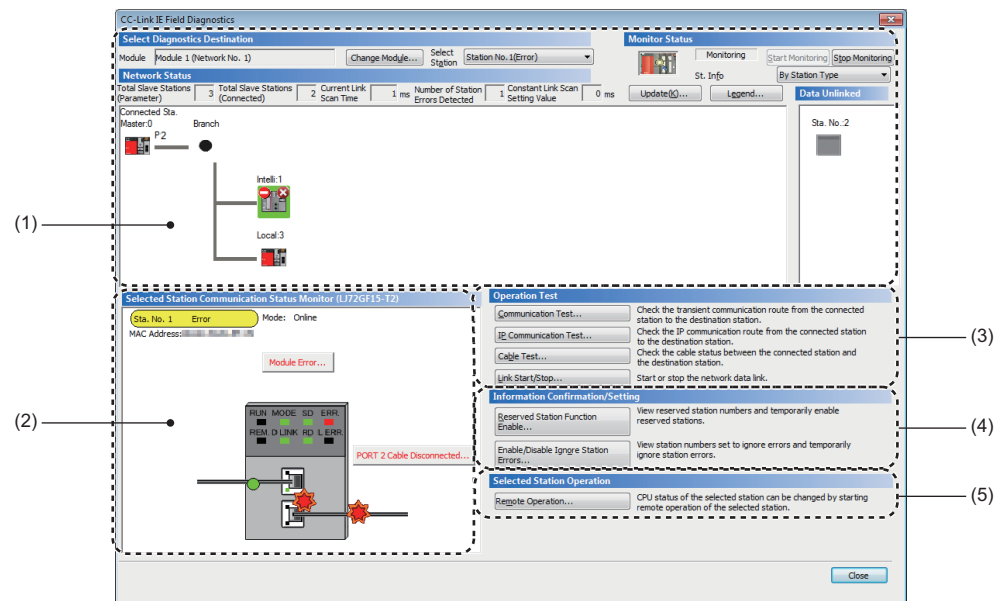 CC-Link IE Field Diagnostics
Select Diagnostics Destination
Monitor Status
Module Module 1 (Network No. 1) Change Module... Select Station Station No.1(Error)
Monitoring Start Monitoring Stop Monitoring
St. Info By Station Type
Network Status
Total Slave Stations (Parameter) 3 Total Slave Stations (Connected) 2 Current Link Scan Time 1 ms Number of Station Errors Detected 1 Constant Link Scan Setting Value 0 ms
Update(K)... Legend... Data Unlinked
Connected Sta.
Master:0 Branch
P2
Sta. No.:2
Intelli:1
Local:3
(1)
Selected Station Communication Status Monitor (LJ72GF15-T2)
Sta. No. 1 Error Mode: Online
MAC Address:
Module Error...
RUN MODE SD ERR.
REM. D LINK RD L ERR.
PORT 2 Cable Disconnected...
(2)
Operation Test
Communication Test... Check the transient communication route from the connected
station to the destination station.
IP Communication Test... Check the IP communication route from the connected station
to the destination station.
Cable Test... Check the cable status between the connected station and
the destination station.
Link Start/Stop... Start or stop the network data link.
(3)
Information Confirmation/Setting
Reserved Station Function Enable... View reserved station numbers and temporarily enable
reserved stations.
Enable/Disable Ignore Station Errors... View station numbers set to ignore errors and temporarily
ignore station errors.
(4)
Selected Station Operation
Remote Operation... CPU status of the selected station can be changed by starting
remote operation of the selected station.
(5)
Close